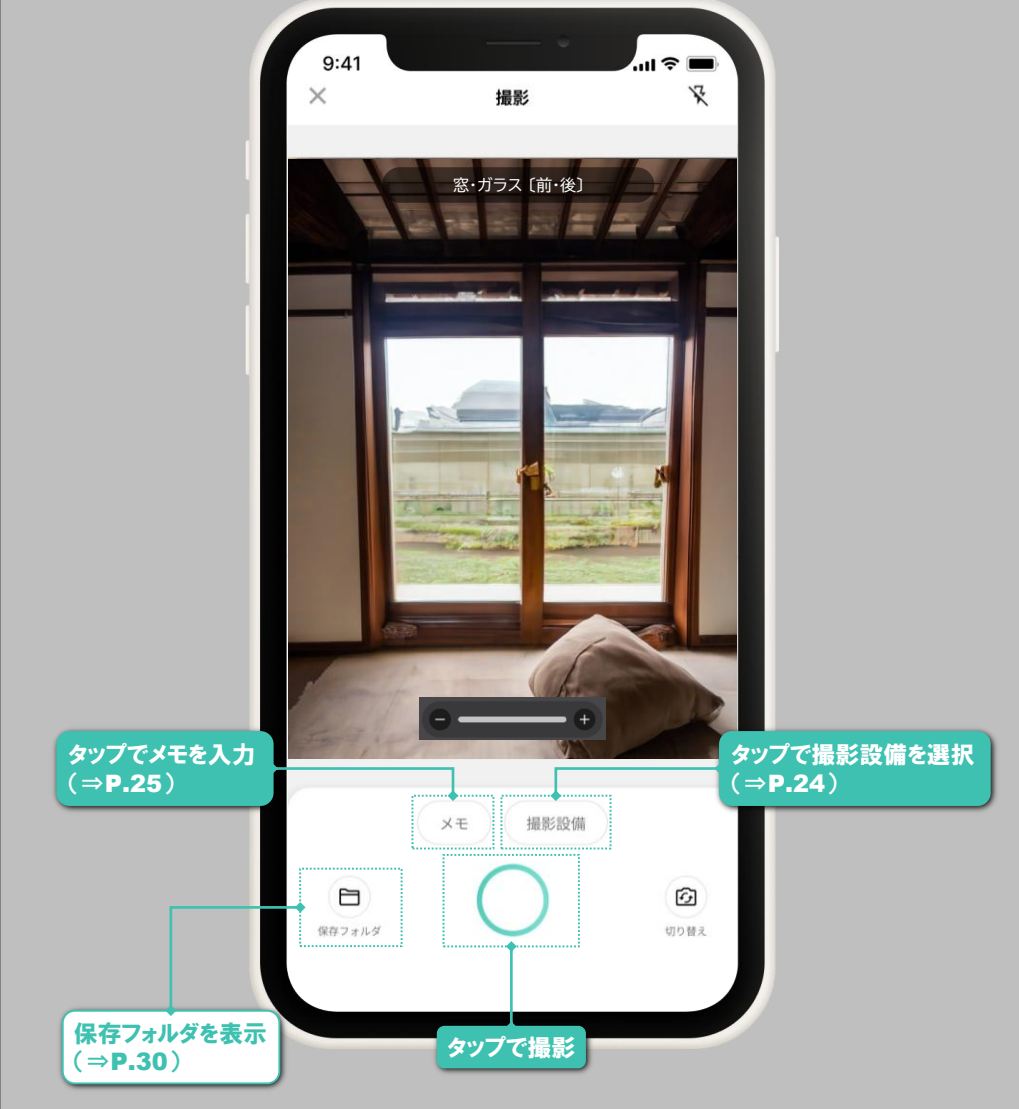 9:41
撮影
窓・ガラス〔前・後〕
タップでメモを入力
(⇒P.25)
タップで撮影設備を選択
(⇒P.24)
メモ
撮影設備
保存フォルダ
切り替え
保存フォルダを表示
(⇒P.30)
タップで撮影